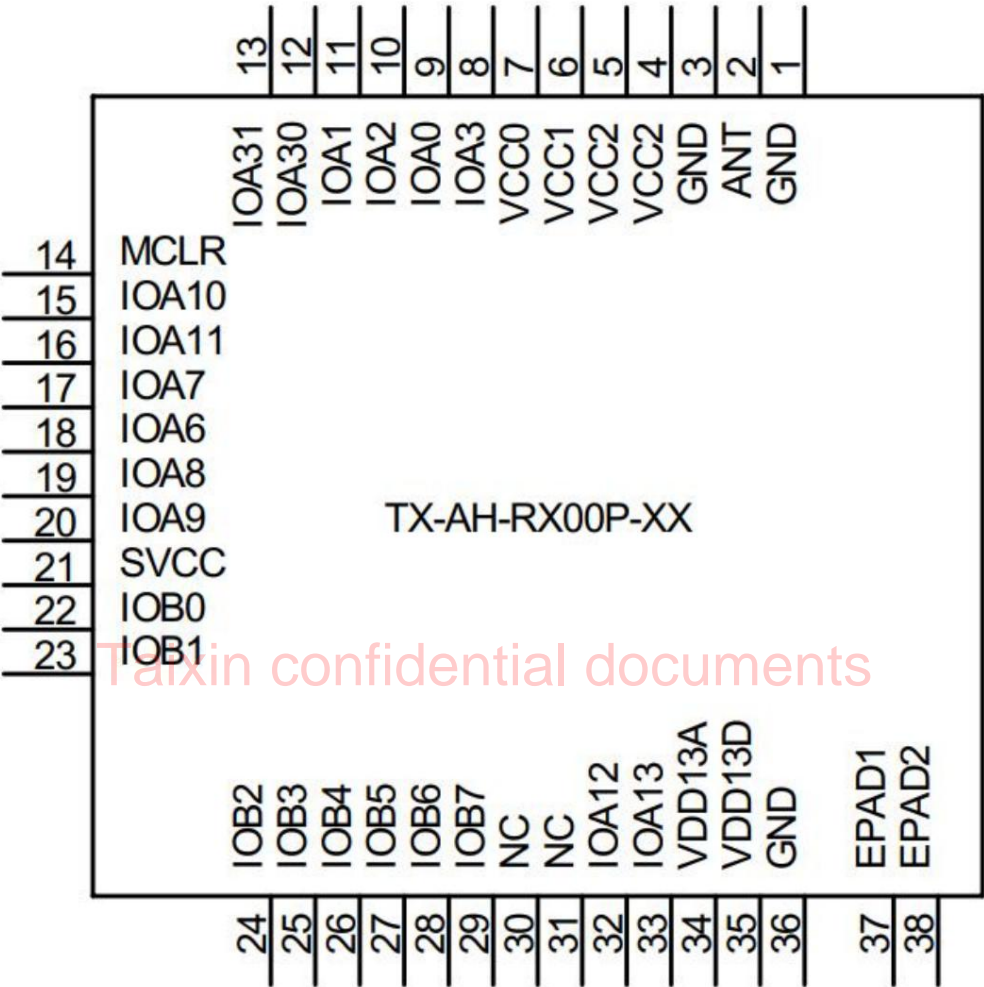 13 12 11 10 9 8 7 6 5 4 3 2 1
IOA31 IOA30 IOA1 IOA2 IOA0 IOA3 VCC0 VCC1 VCC2 VCC2 GND ANT GND
14 MCLR
15 IOA10
16 IOA11
17 IOA7
18 IOA6
19 IOA8
20 IOA9
TX-AH-RX00P-XX
21 SVCC
22 IOB0
23 IOB1
Taixin confidential documents
IOB2 IOB3 IOB4 IOB5 IOB6 IOB7 NC NC IOA12 IOA13 VDD13A VDD13D GND EPAD1 EPAD2
24 25 26 27 28 29 30 31 32 33 34 35 36 37 38